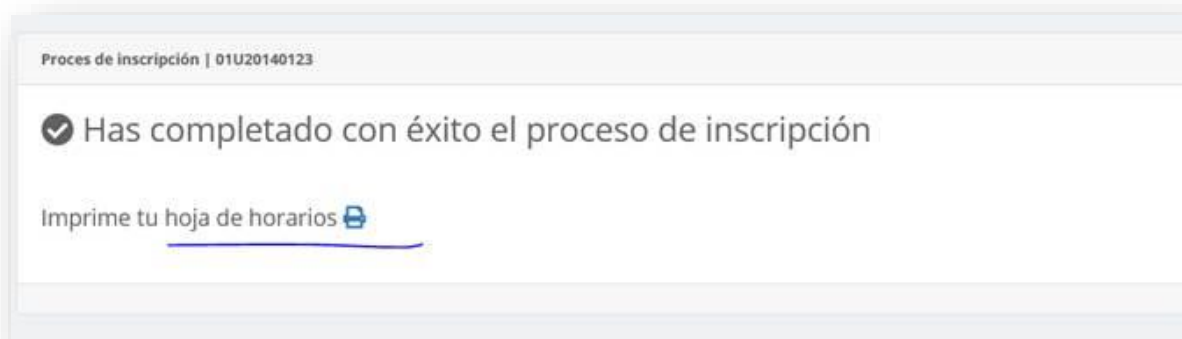 Proces de inscripción | 01U20140123
Has completado con éxito el proceso de inscripción
Imprime tu hoja de horarios